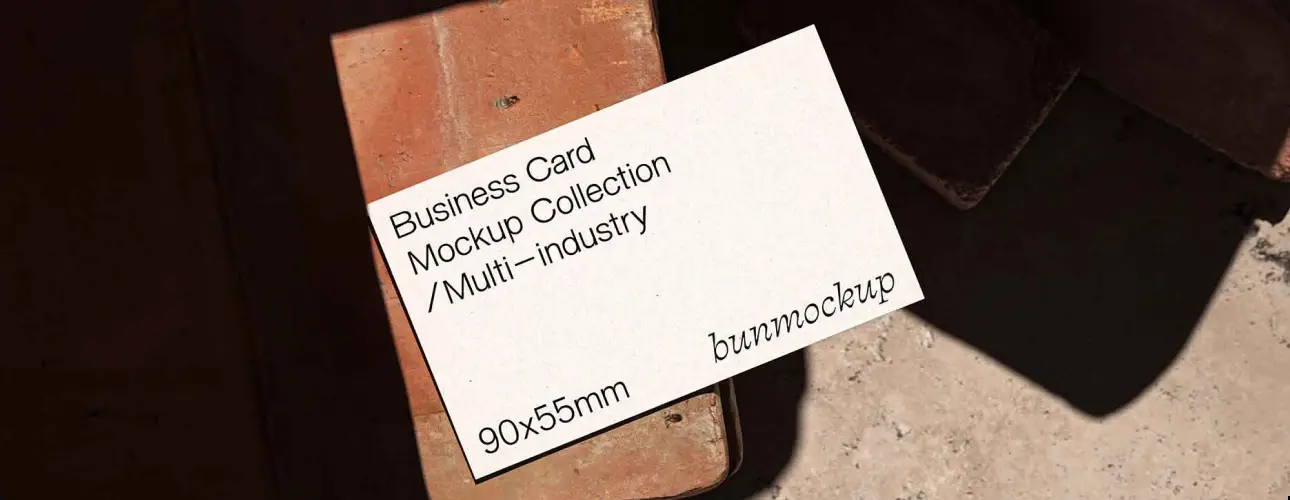 Business Card
Mockup Collection
/Multi—industry
90x55mm
bunmockup